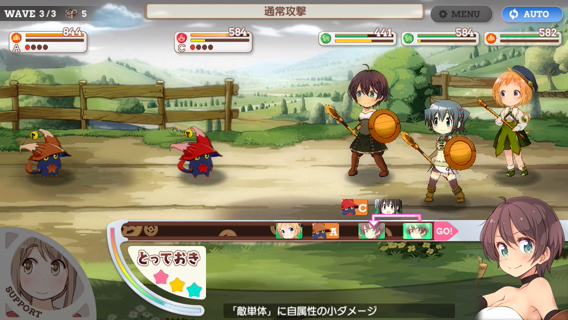 WAVE 3/3 5
通常攻撃
MENU
AUTO
844
584
441
584
582
A
C
C
A
GO!
とっておき
SUPPORT
「敵単体」に自属性の小ダメージ